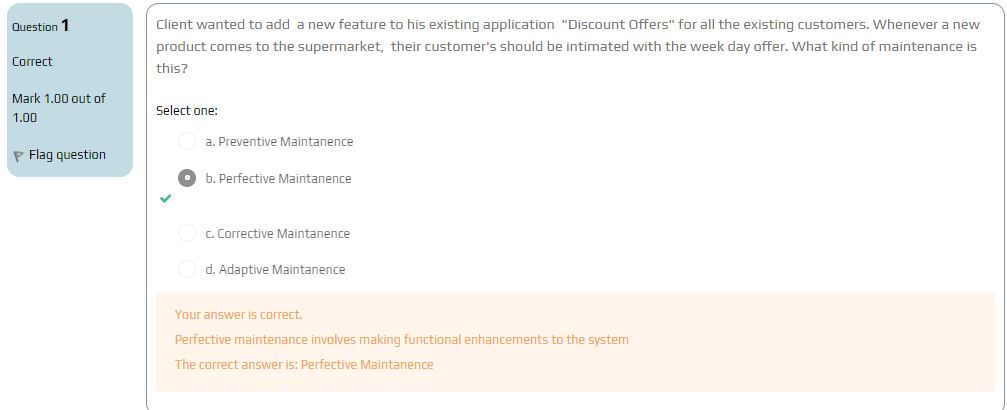 Question 1
Correct
Mark 1.00 out of
1.00
Flag question
Client wanted to add a new feature to his existing application "Discount Offers" for all the existing customers. Whenever a new
product comes to the supermarket, their customer's should be intimated with the week day offer. What kind of maintenance is
this?
Select one:
a. Preventive Maintanence
b. Perfective Maintanence
c. Corrective Maintanence
d. Adaptive Maintanence
Your answer is correct.
Perfective maintenance involves making functional enhancements to the system
The correct answer is: Perfective Maintanence